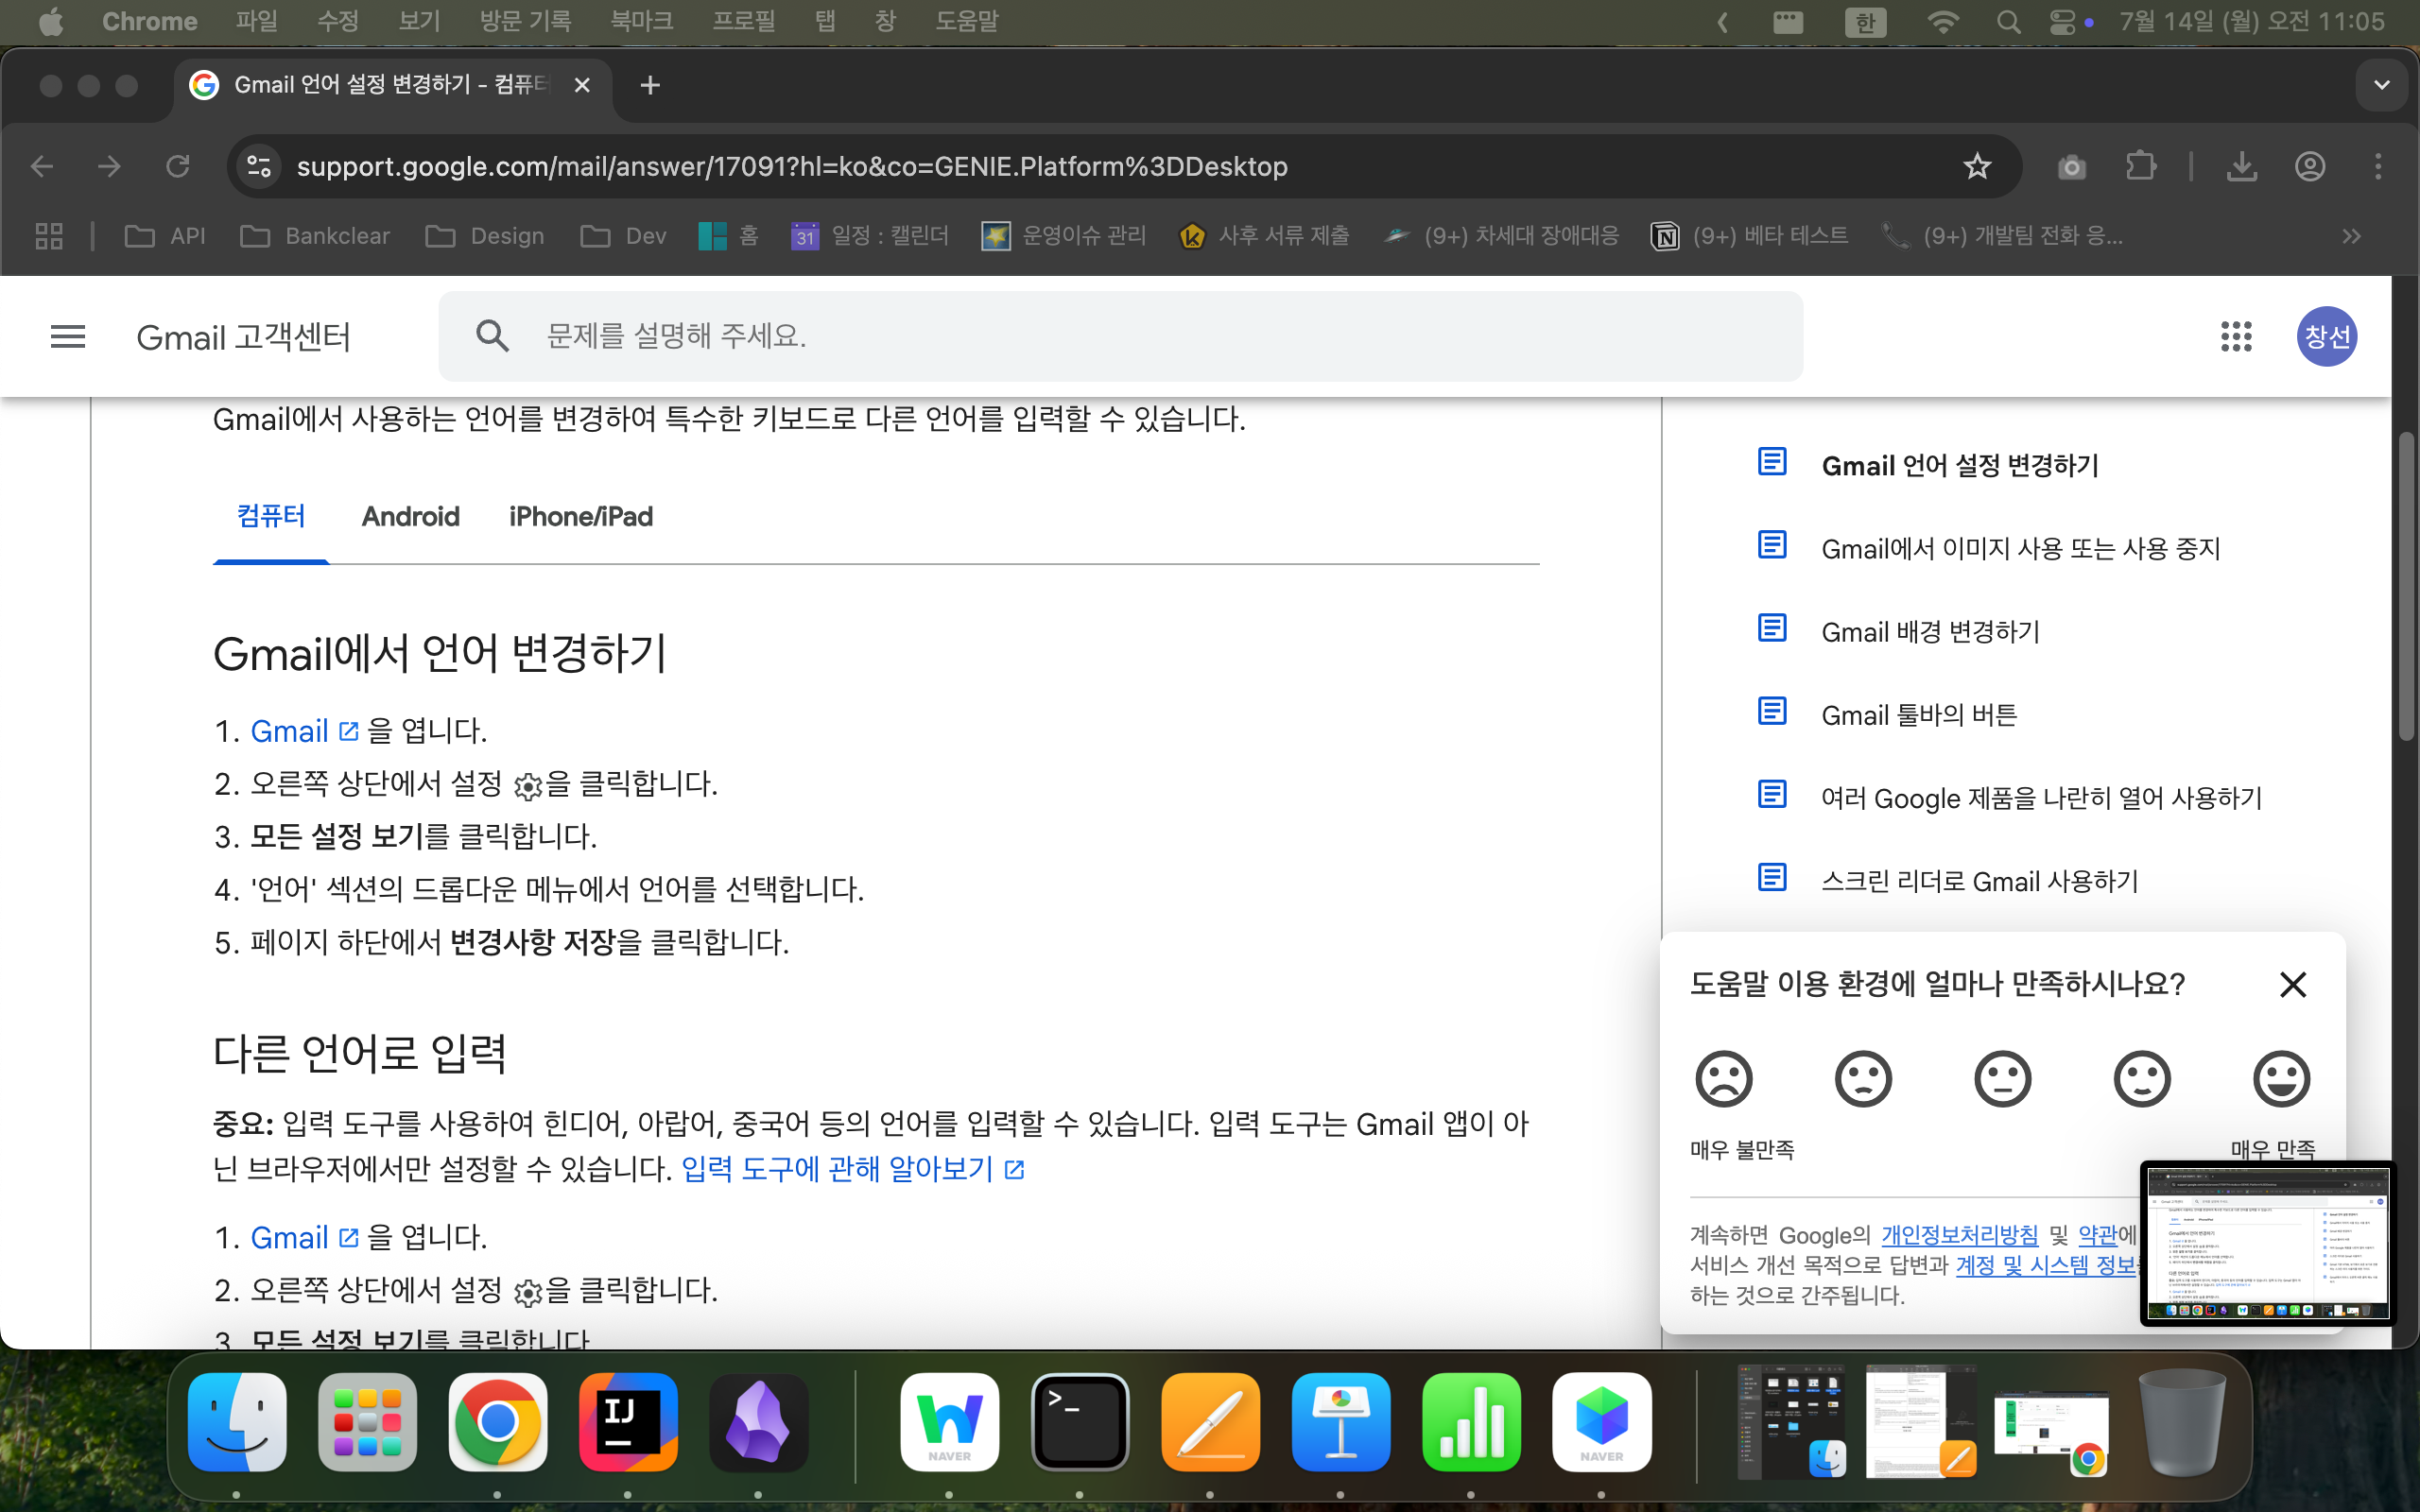 Chrome 파일 수정 보기 방문 기록 북마크 프로필 탭 창 도움말 한 7월 14일 (월) 오전 11:05
Gmail 언어 설정 변경하기 - 컴퓨터
support.google.com/mail/answer/17091?hl=ko&co=GENIE.Platform%3DDesktop
API Bankclear Design Dev 홈 31 일정 : 캘린더 운영이슈 관리 사후 서류 제출 (9+) 차세대 장애대응 (9+) 베타 테스트 (9+) 개발팀 전화 응...
Gmail 고객센터 문제를 설명해 주세요. 창선
Gmail에서 사용하는 언어를 변경하여 특수한 키보드로 다른 언어를 입력할 수 있습니다.
컴퓨터 Android iPhone/iPad
Gmail에서 언어 변경하기
1. Gmail 을 엽니다.
2. 오른쪽 상단에서 설정 을 클릭합니다.
3. 모든 설정 보기를 클릭합니다.
4. '언어' 섹션의 드롭다운 메뉴에서 언어를 선택합니다.
5. 페이지 하단에서 변경사항 저장을 클릭합니다.
다른 언어로 입력
중요: 입력 도구를 사용하여 힌디어, 아랍어, 중국어 등의 언어를 입력할 수 있습니다. 입력 도구는 Gmail 앱이 아
닌 브라우저에서만 설정할 수 있습니다. 입력 도구에 관해 알아보기
1. Gmail 을 엽니다.
2. 오른쪽 상단에서 설정 을 클릭합니다.
3. 모든 설정 보기를 클릭합니다
Gmail 언어 설정 변경하기
Gmail에서 이미지 사용 또는 사용 중지
Gmail 배경 변경하기
Gmail 툴바의 버튼
여러 Google 제품을 나란히 열어 사용하기
스크린 리더로 Gmail 사용하기
도움말 이용 환경에 얼마나 만족하시나요?
매우 불만족 매우 만족
계속하면 Google의 개인정보처리방침 및 약관에
서비스 개선 목적으로 답변과 계정 및 시스템 정보
하는 것으로 간주됩니다.
IJ NAVER >_ NAVER